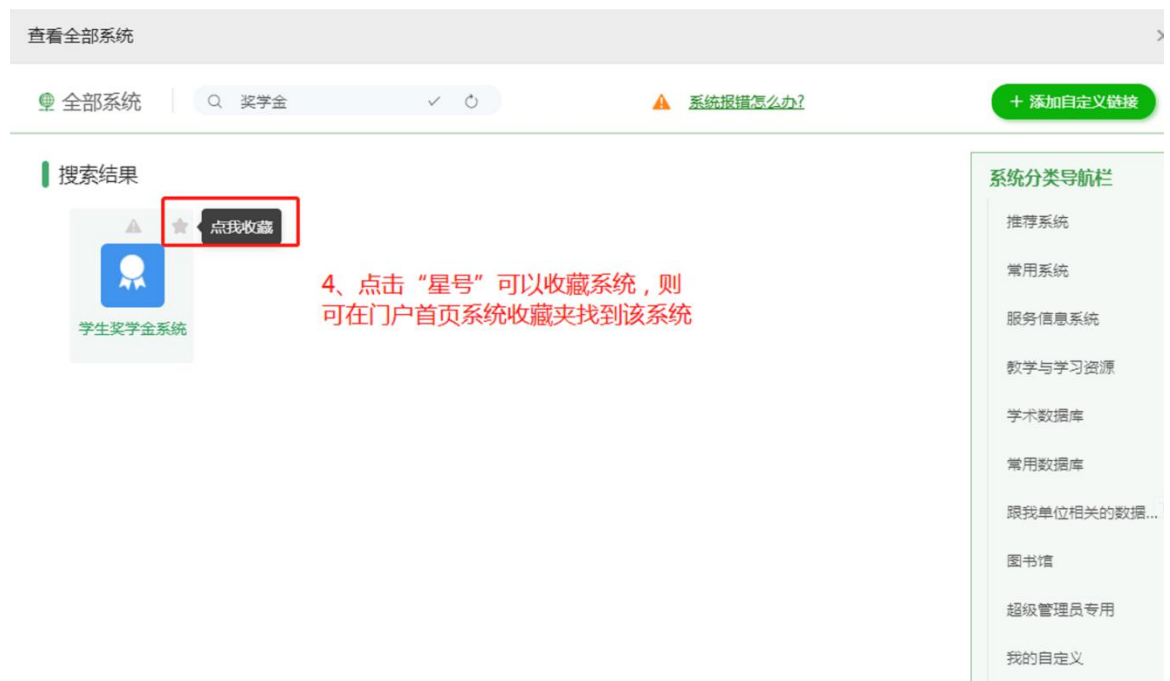 查看全部系统
全部系统
奖学金
系统报错怎么办?
+ 添加自定义链接
搜索结果
点我收藏
学生奖学金系统
4、点击“星号”可以收藏系统，则
可在门户首页系统收藏夹找到该系统
系统分类导航栏
推荐系统
常用系统
服务信息系统
教学与学习资源
学术数据库
常用数据库
跟我单位相关的数据...
图书馆
超级管理员专用
我的自定义